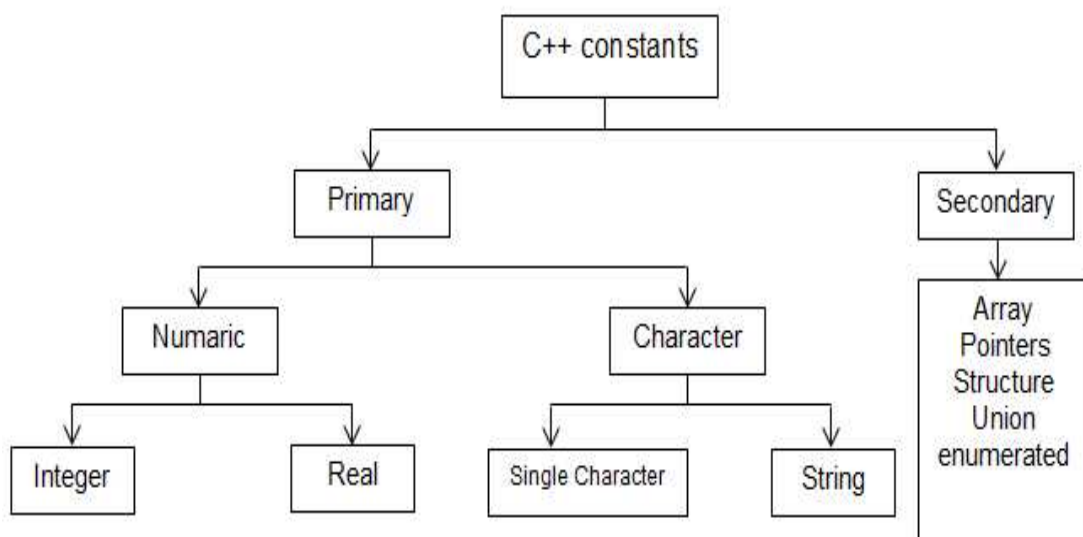 C++ constants
Primary
Secondary
Numaric
Character
Array
Pointers
Structure
Union
enumerated
Integer
Real
Single Character
String